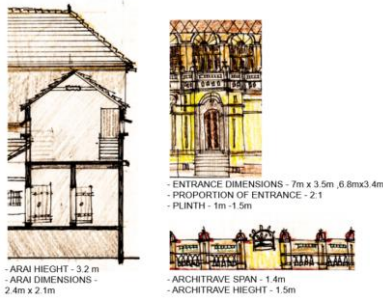 - ENTRANCE DIMENSIONS - 7m x 3.5m ,6.8mx3.4m
- PROPORTION OF ENTRANCE - 2:1
- PLINTH - 1m -1.5m
- ARAI HIEGHT - 3.2 m
- ARAI DIMENSIONS -
2.4m x 2.1m
- ARCHITRAVE SPAN - 1.4m
- ARCHITRAVE HIEGHT - 1.5m